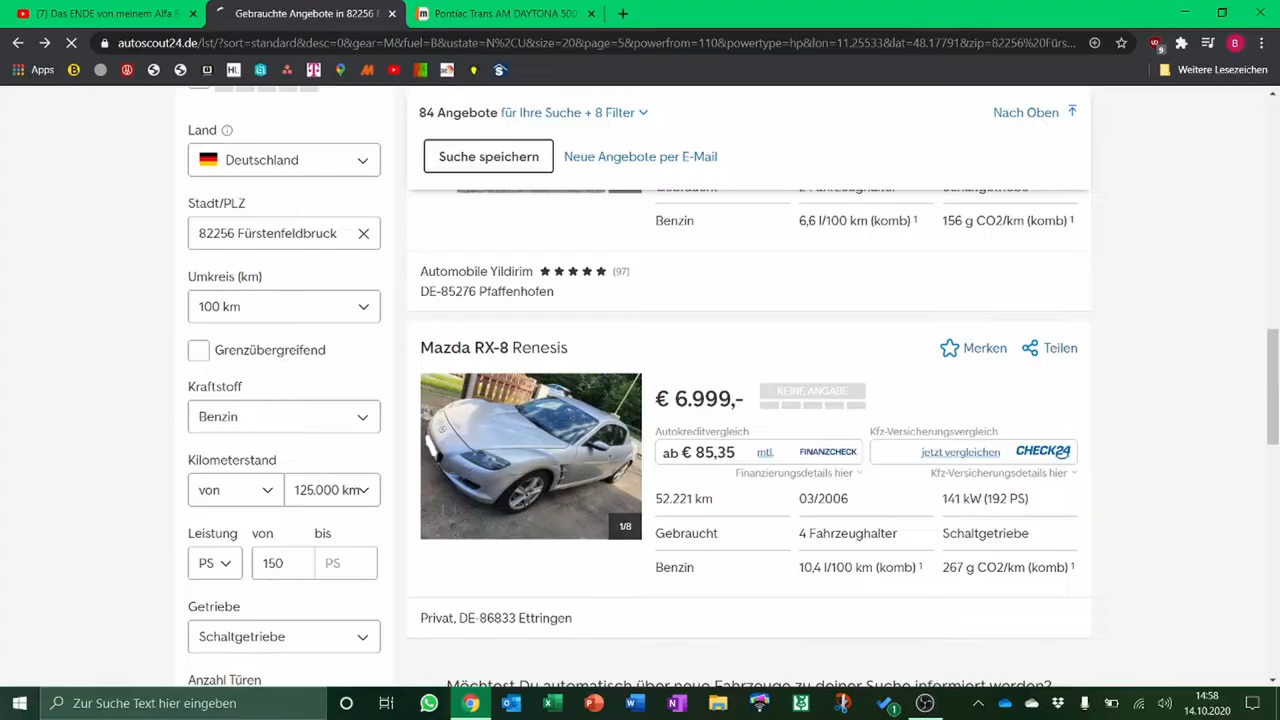 (7) Das ENDE von meinem Alfa
Gebrauchte Angebote in 82256
Pontiac Trans AM DAYTONA 500
autoscout24.de/lst/?sort=standard&desc=0&gear=M&fuel=B&ustate=N%2CU&size=20&page=5&powerfrom=110&powertype=hp&lon=11.25533&lat=48.17791&zip=82256%20Fürs...
B
9
Apps
Weitere Lesezeichen
Land
Deutschland
Stadt/PLZ
82256 Fürstenfeldbruck
Umkreis (km)
100 km
Grenzübergreifend
Kraftstoff
Benzin
Kilometerstand
von 125.000 km
Leistung von bis
PS 150 PS
Getriebe
Schaltgetriebe
Anzahl Türen
84 Angebote für Ihre Suche + 8 Filter
Nach Oben
Suche speichern
Neue Angebote per E-Mail
Gebraucht 2 Fahrzeughalter Schaltgetriebe
Benzin 6,6 l/100 km (komb) 1 156 g CO2/km (komb) 1
Automobile Yildirim ★★★★★ (97)
DE-85276 Pfaffenhofen
Mazda RX-8 Renesis
Merken Teilen
€ 6.999,-
KEINE ANGABE
Autokreditvergleich Kfz-Versicherungsvergleich
ab € 85,35 mtl. FINANZCHECK jetzt vergleichen CHECK24
Finanzierungsdetails hier Kfz-Versicherungsdetails hier
52.221 km 03/2006 141 kW (192 PS)
Gebraucht 4 Fahrzeughalter Schaltgetriebe
Benzin 10,4 l/100 km (komb) 1 267 g CO2/km (komb) 1
1/8
Privat, DE-86833 Ettringen
Möchtest Du automatisch über neue Fahrzeuge zu deiner Suche informiert werden?
Zur Suche Text hier eingeben
14:58
14.10.2020